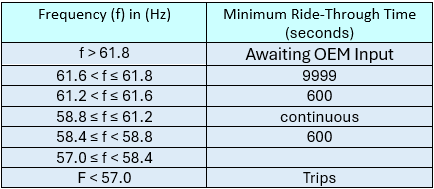 Frequency (f) in (Hz) Minimum Ride-Through Time
(seconds)
f > 61.8 Awaiting OEM Input
61.6 < f ≤ 61.8 9999
61.2 < f ≤ 61.6 600
58.8 ≤ f ≤ 61.2 continuous
58.4 ≤ f < 58.8 600
57.0 ≤ f < 58.4
F < 57.0 Trips